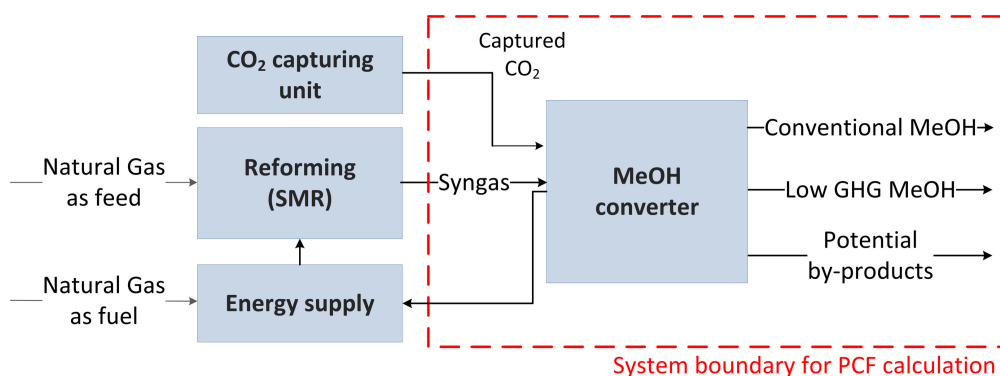 CO₂ capturing
unit
Captured
CO₂
Natural Gas
as feed
Reforming
(SMR)
Syngas
MeOH
converter
Conventional MeOH
Low GHG MeOH
Potential
by-products
Natural Gas
as fuel
Energy supply
System boundary for PCF calculation